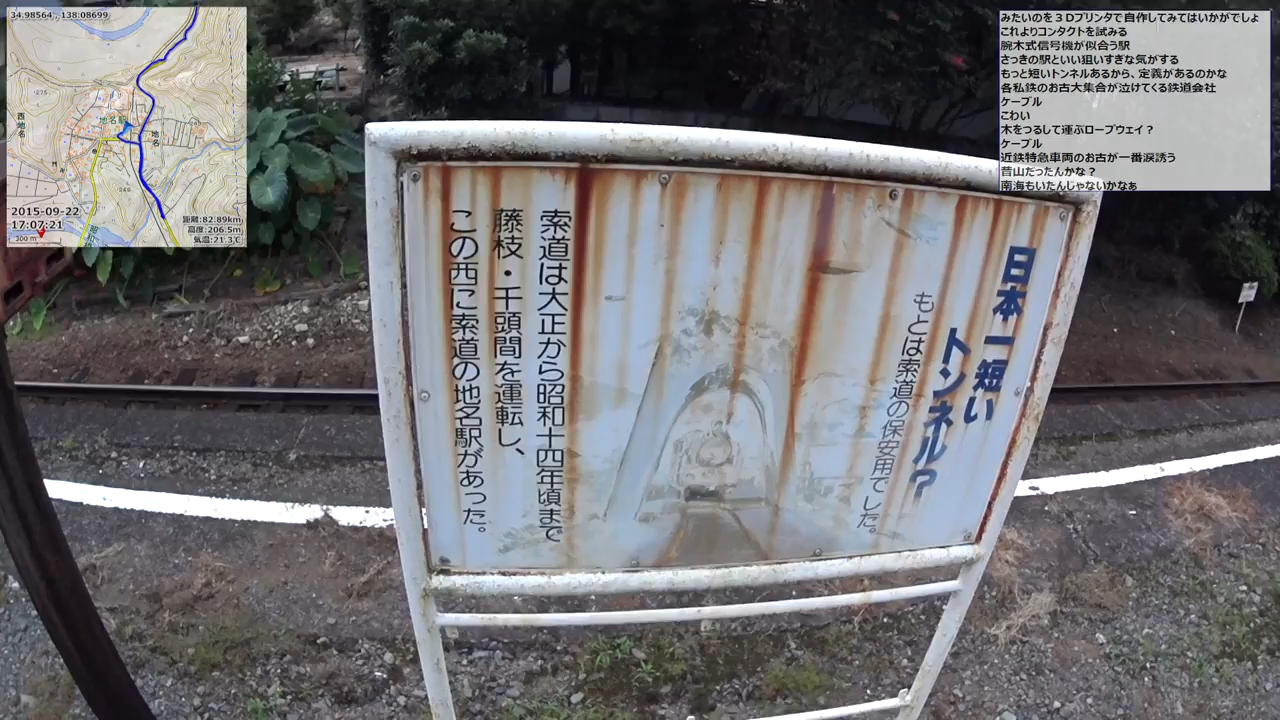 34.98564 , 138.08699
西地名
地名駅
地名
2015-09-22
17:07:21
300 m
距離:82.89km
高度:206.5m
気温:21.3℃
みたいのを３Ｄプリンタで自作してみてはいかがでしょ
これよりコンタクトを試みる
腕木式信号機が似合う駅
さっきの駅といい狙いすぎな気がする
もっと短いトンネルあるから、定義があるのかな
各私鉄のお古大集合が泣けてくる鉄道会社
ケーブル
こわい
木をつるして運ぶロープウェイ？
ケーブル
近鉄特急車両のお古が一番涙誘う
昔山だったんかな？
南海もいたんじゃないかなぁ
日本一短い
トンネル？
もとは索道の保安用でした。
索道は大正から昭和十四年頃まで
藤枝・千頭間を運転し、
この西に索道の地名駅があった。